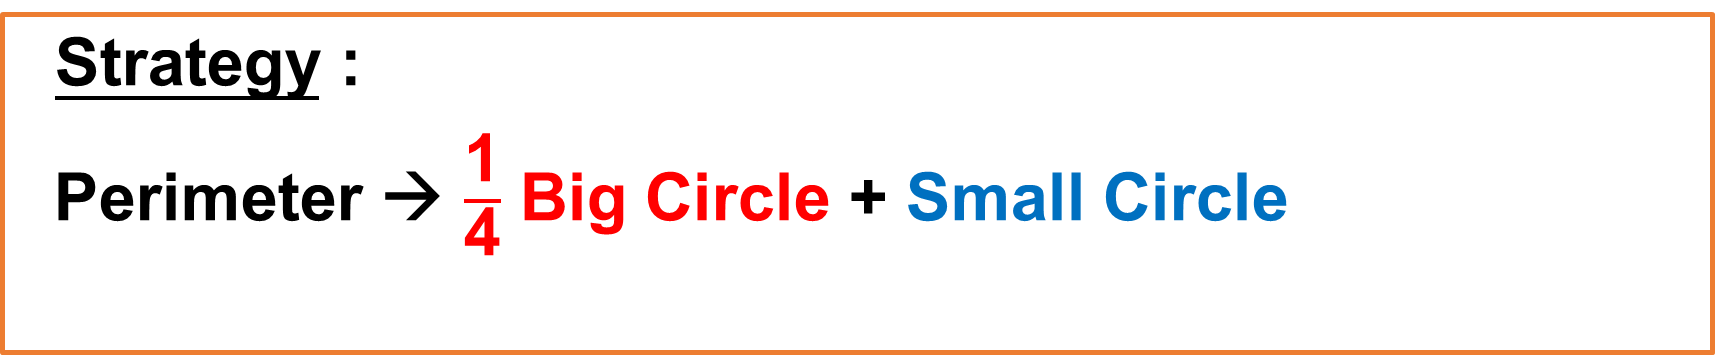 Strategy :
Perimeter → 1/4 Big Circle + Small Circle